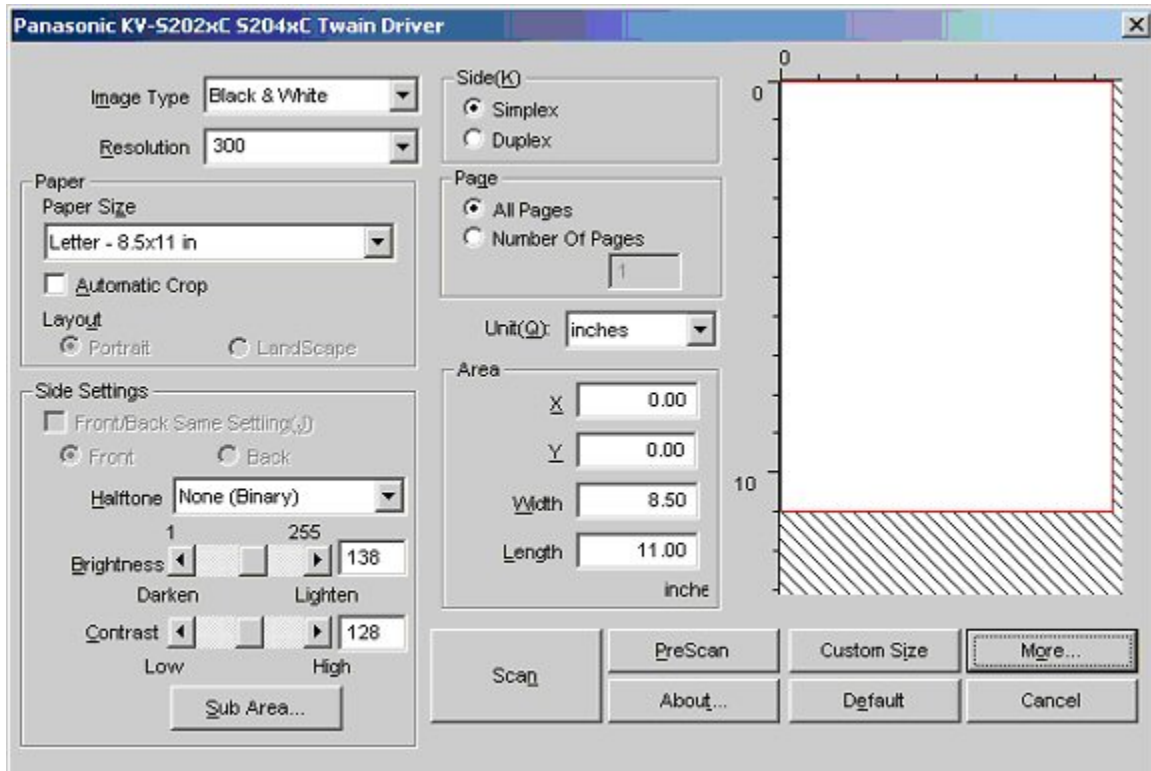 Panasonic KV-S202xC S204xC Twain Driver
Image Type Black & White
Resolution 300
Paper
Paper Size
Letter - 8.5x11 in
Automatic Crop
Layout
Portrait LandScape
Side Settings
Front/Back Same Settling(J)
Front Back
Halftone None (Binary)
1 255
Brightness 138
Darken Lighten
Contrast 128
Low High
Sub Area...
Side(K)
Simplex
Duplex
Page
All Pages
Number Of Pages
1
Unit(Q): inches
Area
X 0.00
Y 0.00
Width 8.50
Length 11.00
inche
0
0
10
Scan
PreScan
Custom Size
More...
About...
Default
Cancel